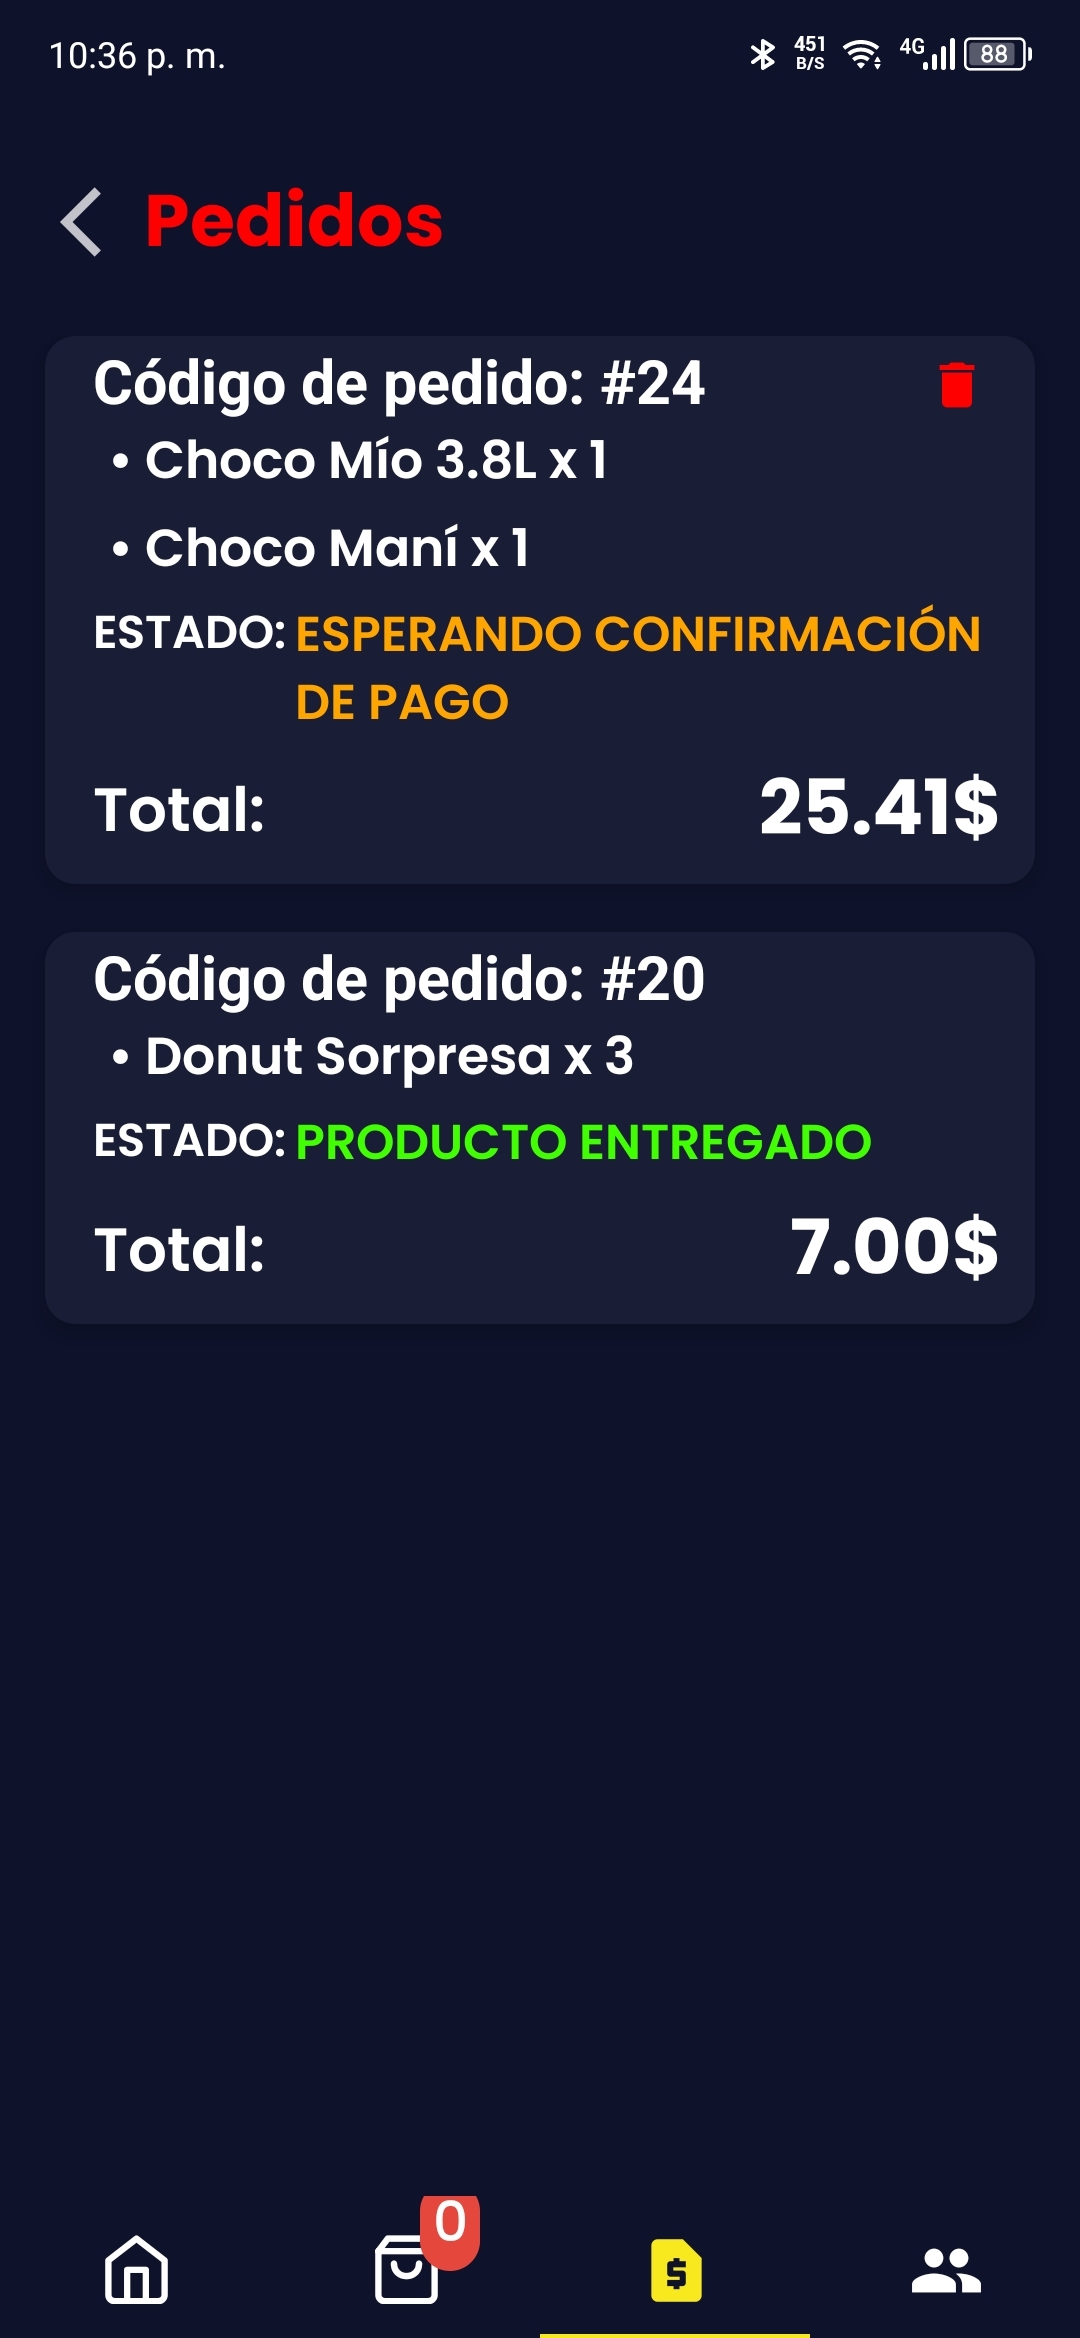 10:36 p. m. 451 B/S 4G 88
Pedidos
Código de pedido: #24
• Choco Mío 3.8L x 1
• Choco Maní x 1
ESTADO: ESPERANDO CONFIRMACIÓN
DE PAGO
Total: 25.41$
Código de pedido: #20
• Donut Sorpresa x 3
ESTADO: PRODUCTO ENTREGADO
Total: 7.00$
0
$